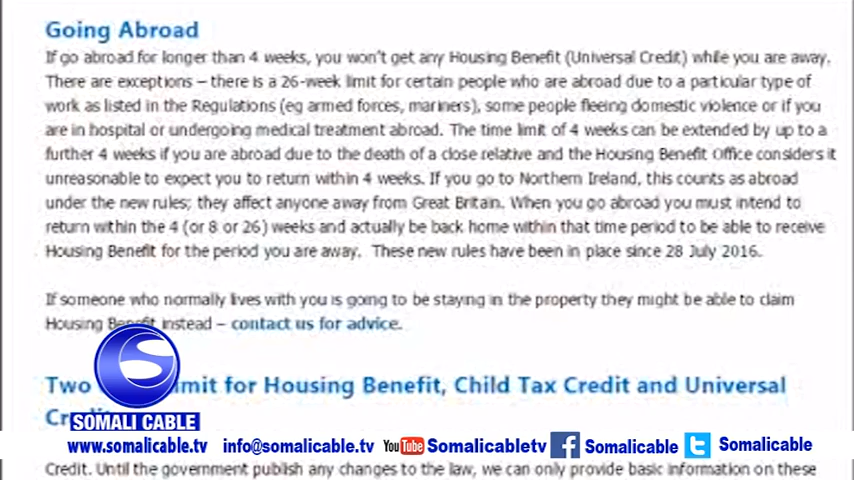 Going Abroad
If go abroad for longer than 4 weeks, you won't get any Housing Benefit (Universal Credit) while you are away.
There are exceptions – there is a 26-week limit for certain people who are abroad due to a particular type of
work as listed in the Regulations (eg armed forces, mariners), some people fleeing domestic violence or if you
are in hospital or undergoing medical treatment abroad. The time limit of 4 weeks can be extended by up to a
further 4 weeks if you are abroad due to the death of a close relative and the Housing Benefit Office considers it
unreasonable to expect you to return within 4 weeks. If you go to Northern Ireland, this counts as abroad
under the new rules; they affect anyone away from Great Britain. When you go abroad you must intend to
return within the 4 (or 8 or 26) weeks and actually be back home within that time period to be able to receive
Housing Benefit for the period you are away. These new rules have been in place since 28 July 2016.
If someone who normally lives with you is going to be staying in the property they might be able to claim
Housing Benefit instead – contact us for advice.
Two limit for Housing Benefit, Child Tax Credit and Universal
SOMALI CABLE
www.somalicable.tv info@somalicable.tv YouTube Somalicabletv f Somalicable Somalicable
Credit. Until the government publish any changes to the law, we can only provide basic information on these